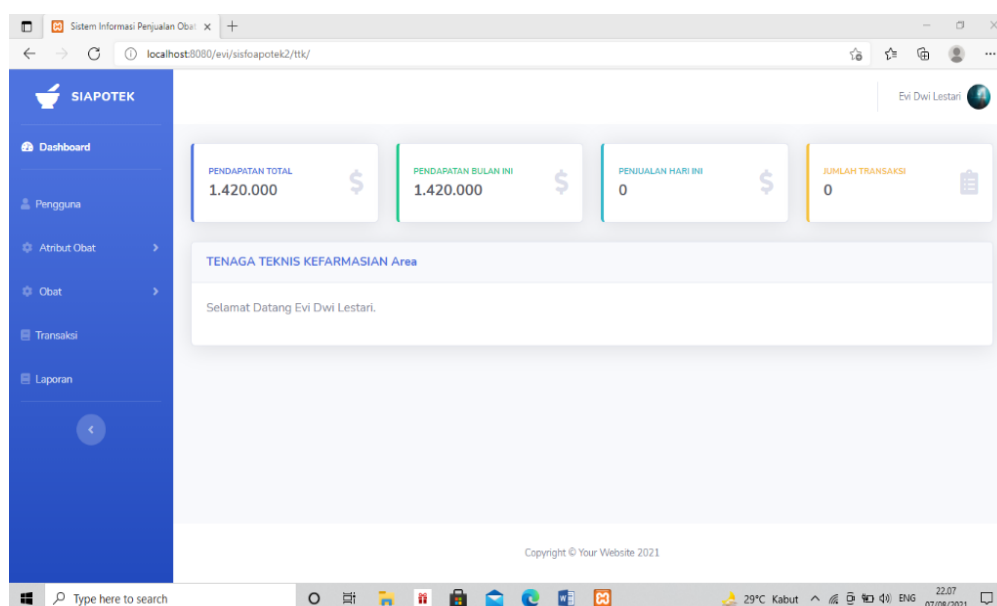 Sistem Informasi Penjualan Obat
localhost:8080/evi/sisfoapotek2/ttk/
SIAPOTEK
Evi Dwi Lestari
Dashboard
PENDAPATAN TOTAL
1.420.000
PENDAPATAN BULAN INI
1.420.000
PENJUALAN HARI INI
0
JUMLAH TRANSAKSI
0
Pengguna
Atribut Obat
Obat
Transaksi
Laporan
TENAGA TEKNIS KEFARMASIAN Area
Selamat Datang Evi Dwi Lestari.
Copyright © Your Website 2021
Type here to search
29°C Kabut
ENG
22.07
07/08/2021